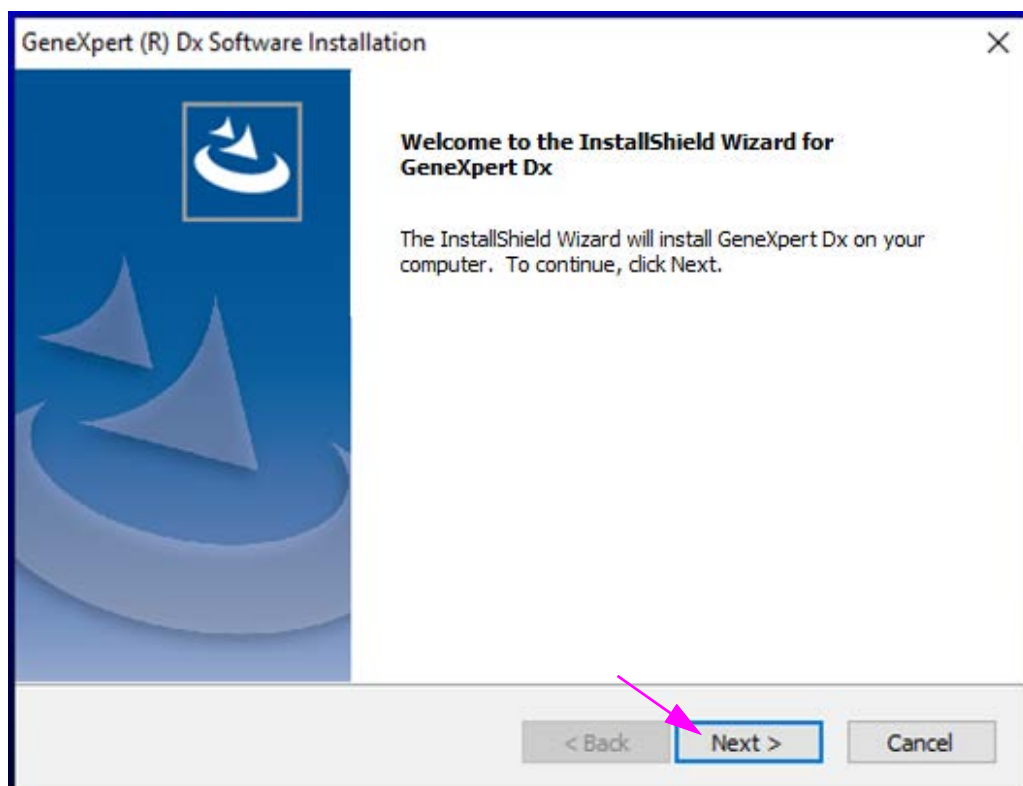 GeneXpert (R) Dx Software Installation
Welcome to the InstallShield Wizard for
GeneXpert Dx
The InstallShield Wizard will install GeneXpert Dx on your
computer.  To continue, click Next.
< Back
Next >
Cancel